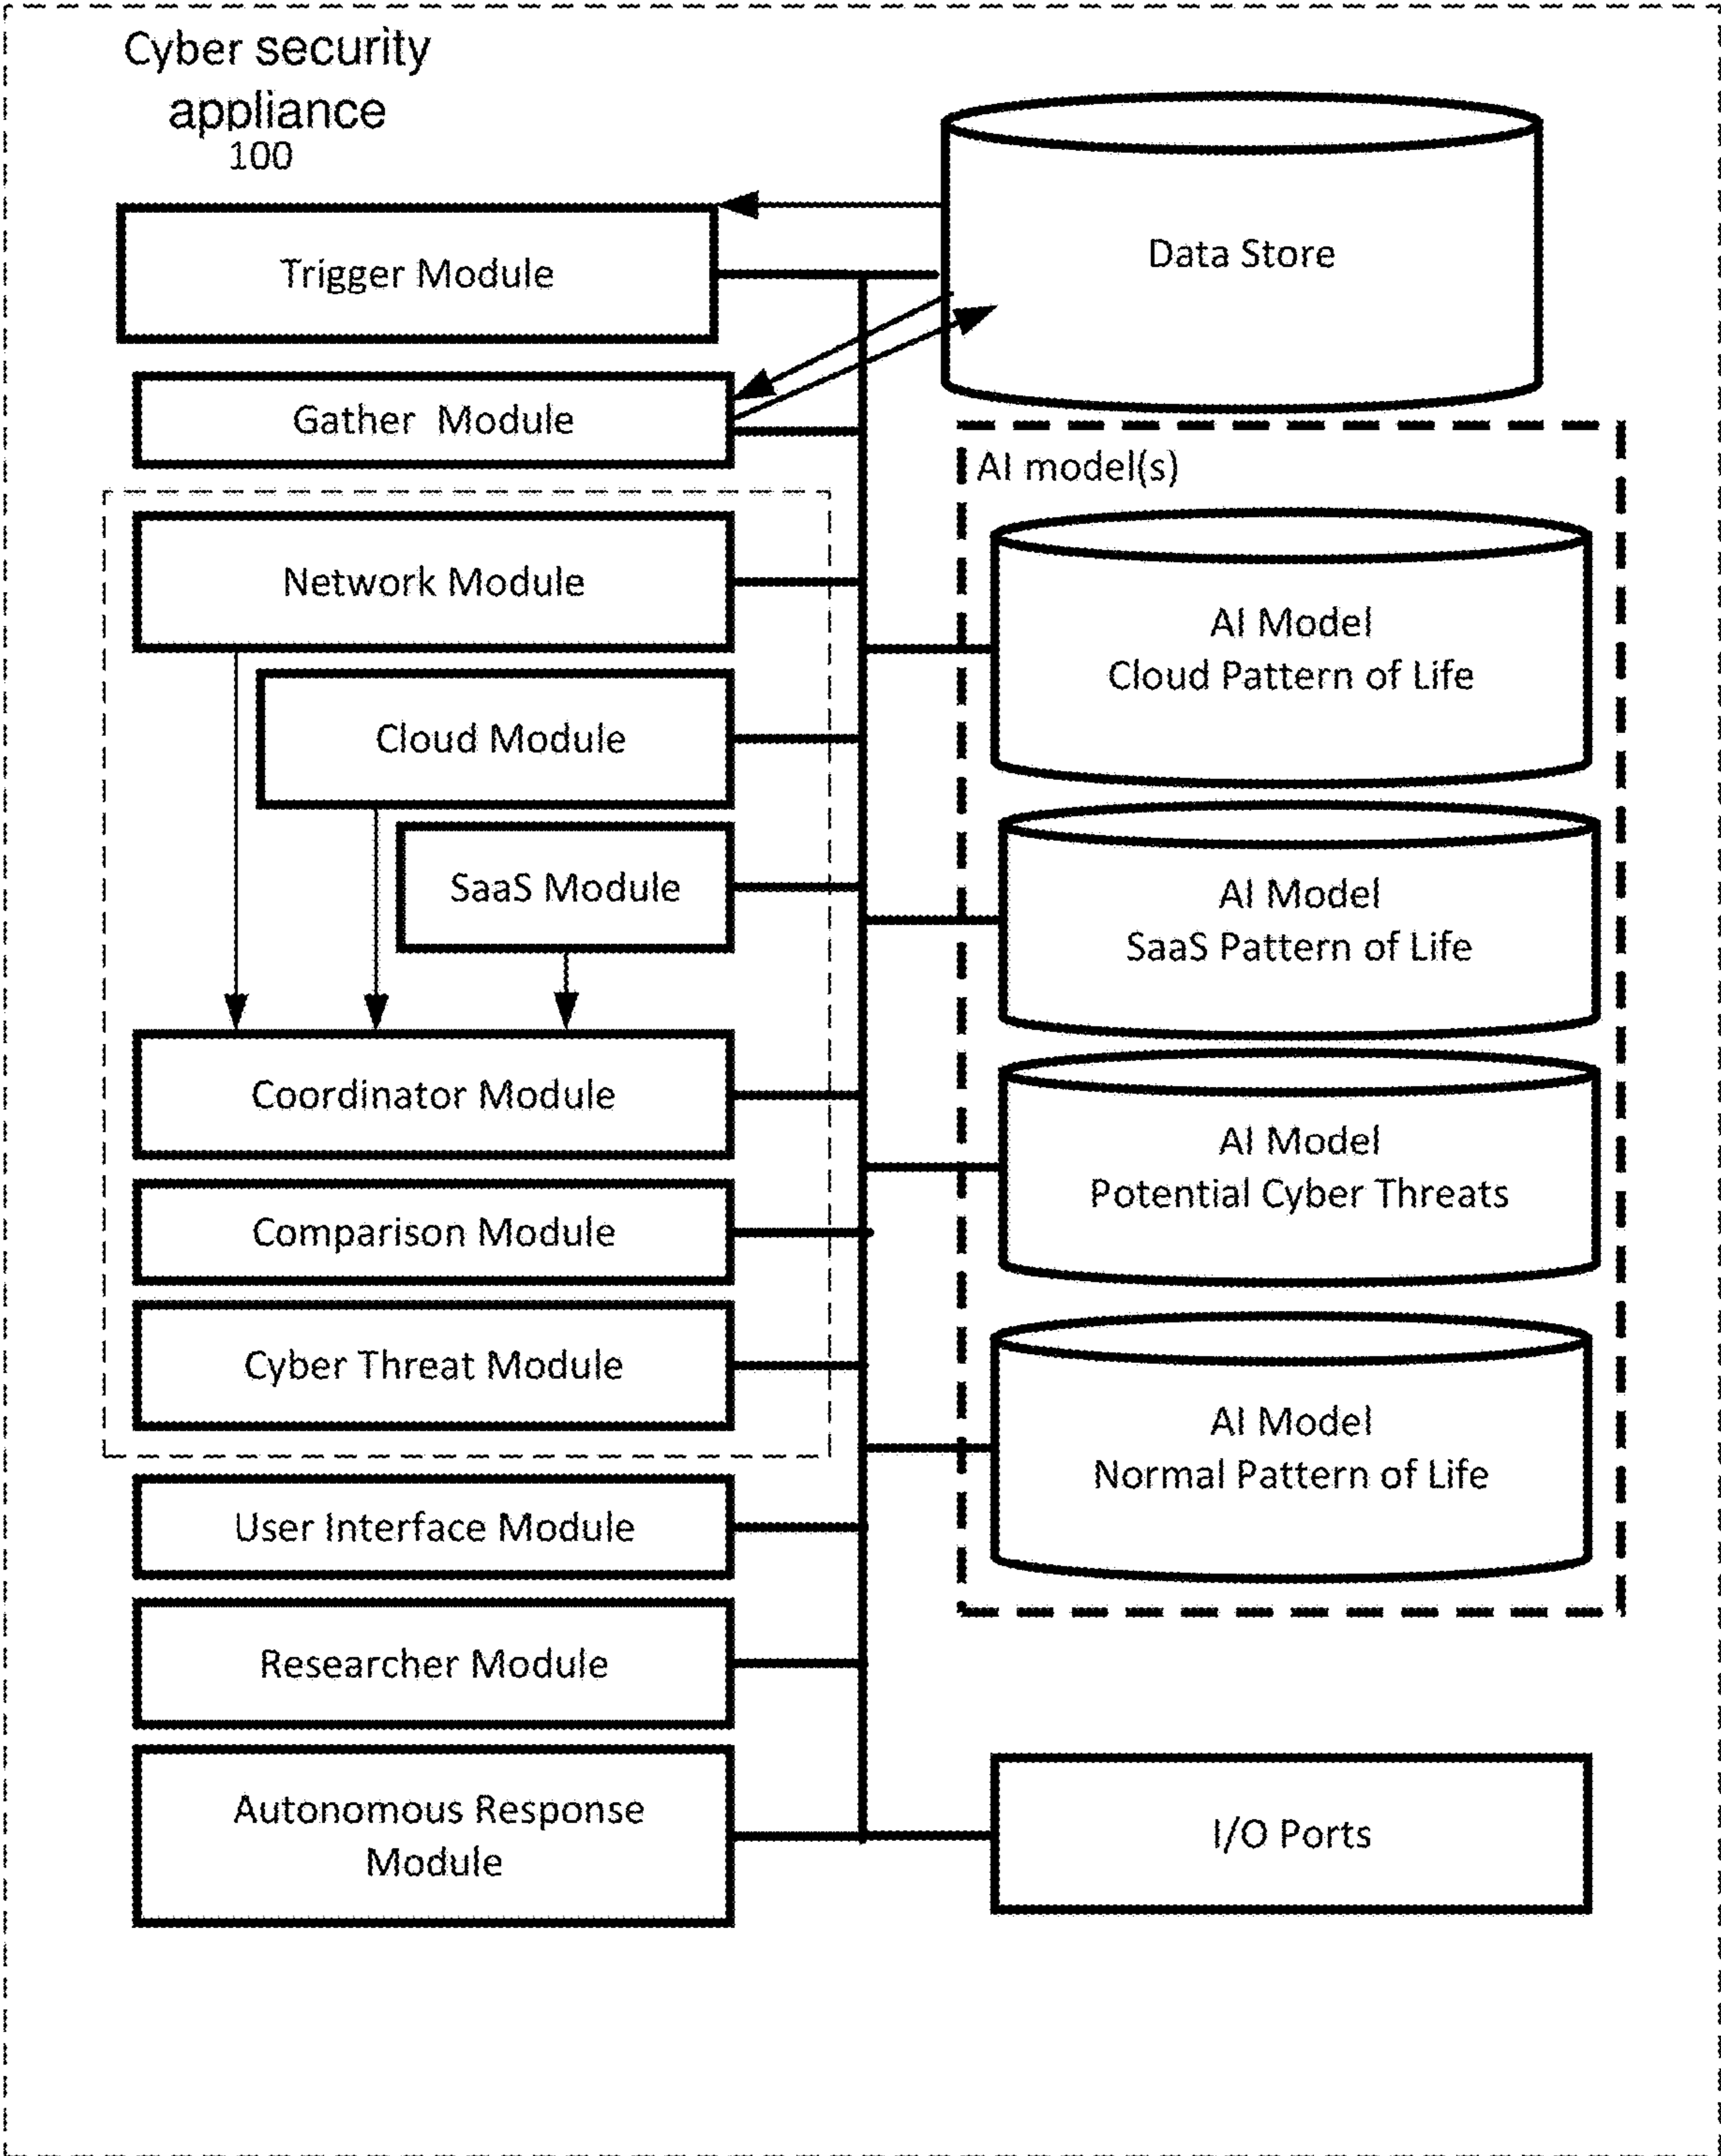 Cyber security
appliance
100
Trigger Module
Data Store
Gather Module
AI model(s)
Network Module
AI Model
Cloud Pattern of Life
Cloud Module
SaaS Module
AI Model
SaaS Pattern of Life
Coordinator Module
AI Model
Potential Cyber Threats
Comparison Module
Cyber Threat Module
AI Model
Normal Pattern of Life
User Interface Module
Researcher Module
Autonomous Response
Module
I/O Ports